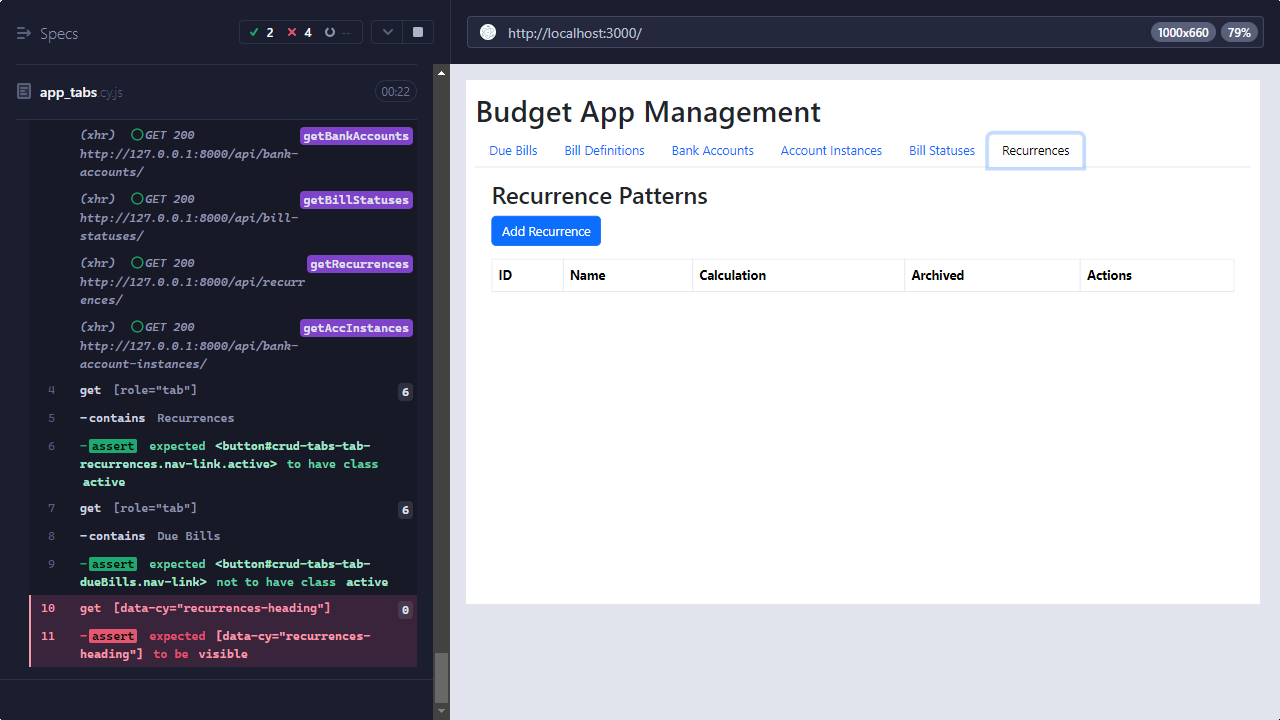 Specs
2
4
--
http://localhost:3000/
1000x660
79%
app_tabs.cy.js
00:22
(xhr) GET 200 getBankAccounts
http://127.0.0.1:8000/api/bank-
accounts/
(xhr) GET 200 getBillStatuses
http://127.0.0.1:8000/api/bill-
statuses/
(xhr) GET 200 getRecurrences
http://127.0.0.1:8000/api/recurr
ences/
(xhr) GET 200 getAccInstances
http://127.0.0.1:8000/api/bank-
account-instances/
4 get [role="tab"] 6
5 -contains Recurrences
6 -assert expected <button#crud-tabs-tab-
recurrences.nav-link.active> to have class
active
7 get [role="tab"] 6
8 -contains Due Bills
9 -assert expected <button#crud-tabs-tab-
dueBills.nav-link> not to have class active
10 get [data-cy="recurrences-heading"] 0
11 -assert expected [data-cy="recurrences-
heading"] to be visible
Budget App Management
Due Bills Bill Definitions Bank Accounts Account Instances Bill Statuses Recurrences
Recurrence Patterns
Add Recurrence
ID Name Calculation Archived Actions